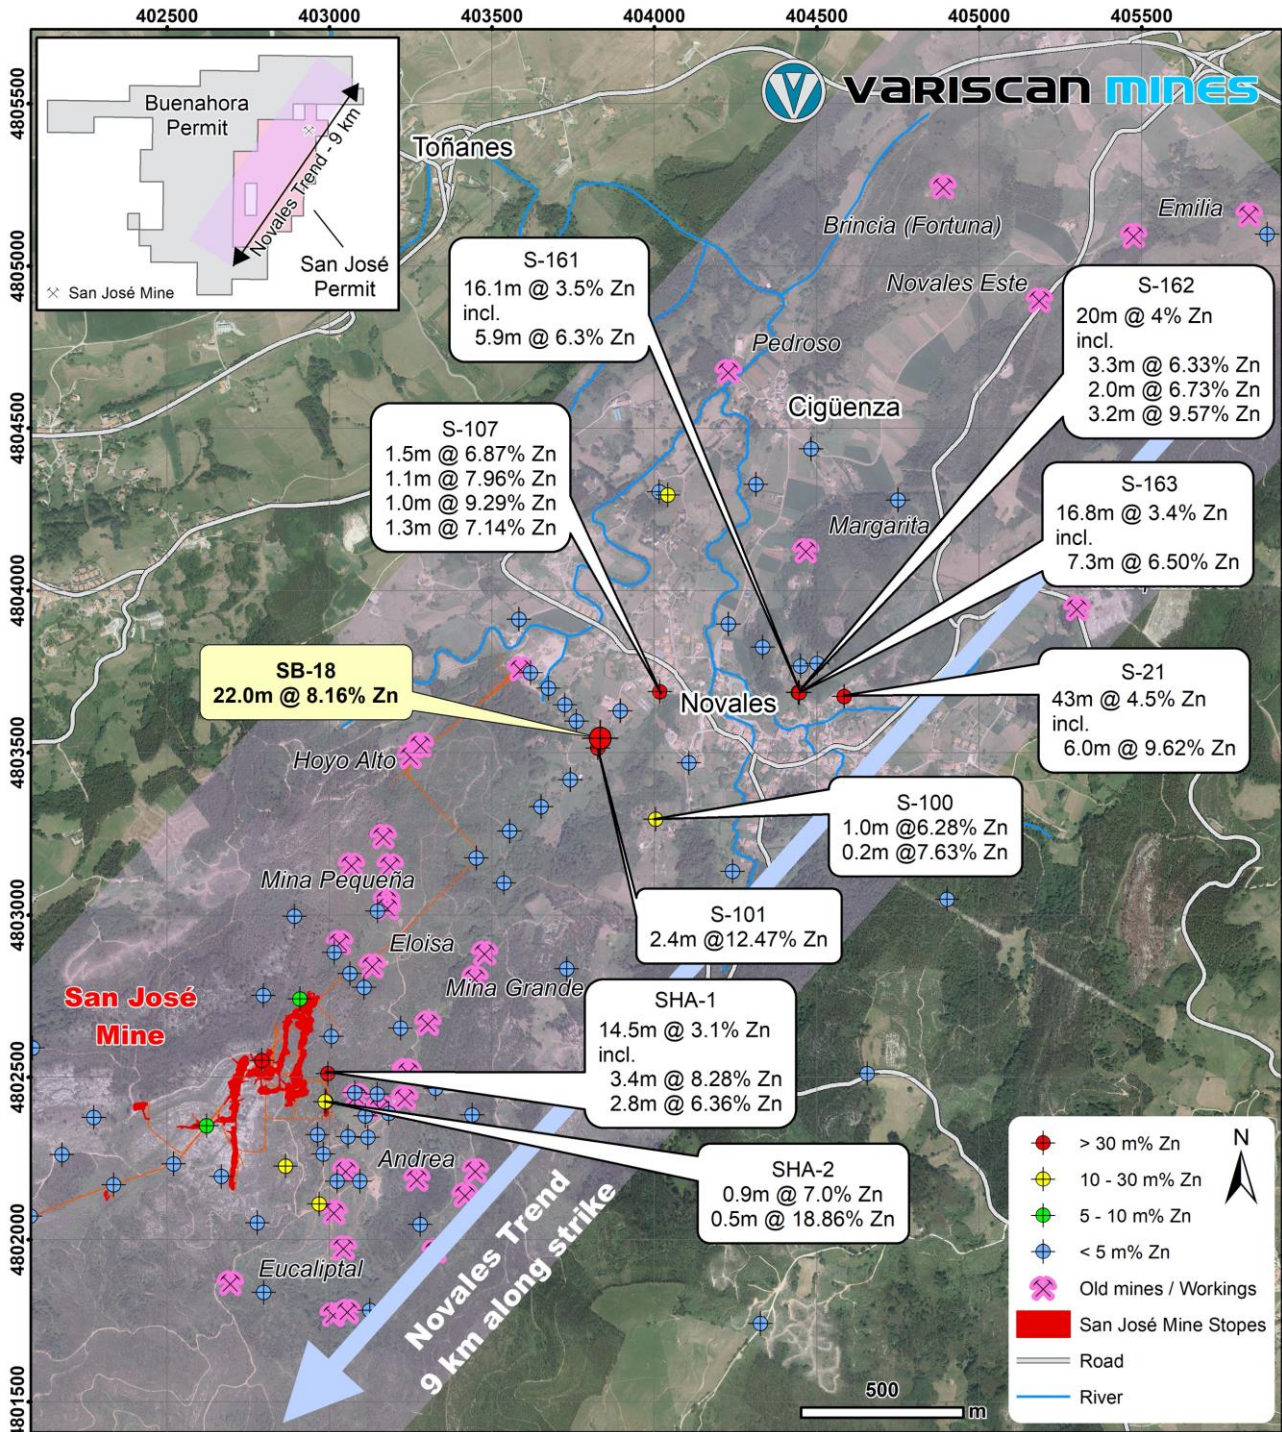 402500 403000 403500 404000 404500 405000 405500
4805500
4805000
4804500
4804000
4803500
4803000
4802500
4802000
4801500
Buenahora
Permit
Novales Trend - 9 km
San José
Permit
San José Mine
VARISCAN MINES
Toñanes
Brincia (Fortuna)
Emilia
Novales Este
Pedroso
Cigüenza
Margarita
S-161
16.1m @ 3.5% Zn
incl.
5.9m @ 6.3% Zn
S-162
20m @ 4% Zn
incl.
3.3m @ 6.33% Zn
2.0m @ 6.73% Zn
3.2m @ 9.57% Zn
S-107
1.5m @ 6.87% Zn
1.1m @ 7.96% Zn
1.0m @ 9.29% Zn
1.3m @ 7.14% Zn
S-163
16.8m @ 3.4% Zn
incl.
7.3m @ 6.50% Zn
SB-18
22.0m @ 8.16% Zn
Novales
S-21
43m @ 4.5% Zn
incl.
6.0m @ 9.62% Zn
Hoyo Alto
S-100
1.0m @6.28% Zn
0.2m @7.63% Zn
Mina Pequeña
S-101
2.4m @12.47% Zn
Eloisa
Mina Grande
San José
Mine
SHA-1
14.5m @ 3.1% Zn
incl.
3.4m @ 8.28% Zn
2.8m @ 6.36% Zn
Andrea
SHA-2
0.9m @ 7.0% Zn
0.5m @ 18.86% Zn
Eucaliptal
Novales Trend
9 km along strike
N
> 30 m% Zn
10 - 30 m% Zn
5 - 10 m% Zn
< 5 m% Zn
Old mines / Workings
San José Mine Stopes
Road
River
500
m